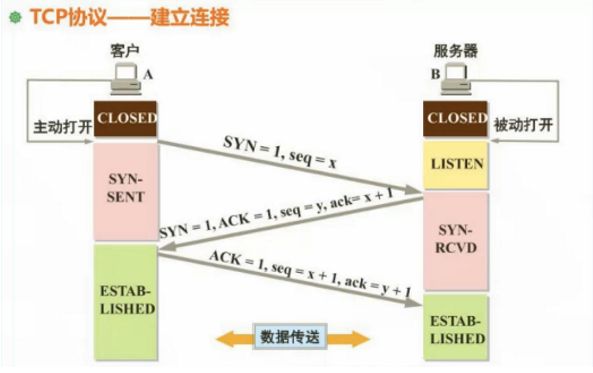 TCP协议——建立连接
客户
服务器
A
B
主动打开
CLOSED
CLOSED
被动打开
SYN = 1, seq = x
LISTEN
SYN-
SENT
SYN = 1, ACK = 1, seq = y, ack= x + 1
SYN-
RCVD
ACK = 1, seq = x + 1, ack = y + 1
ESTAB-
LISHED
ESTAB-
LISHED
数据传送